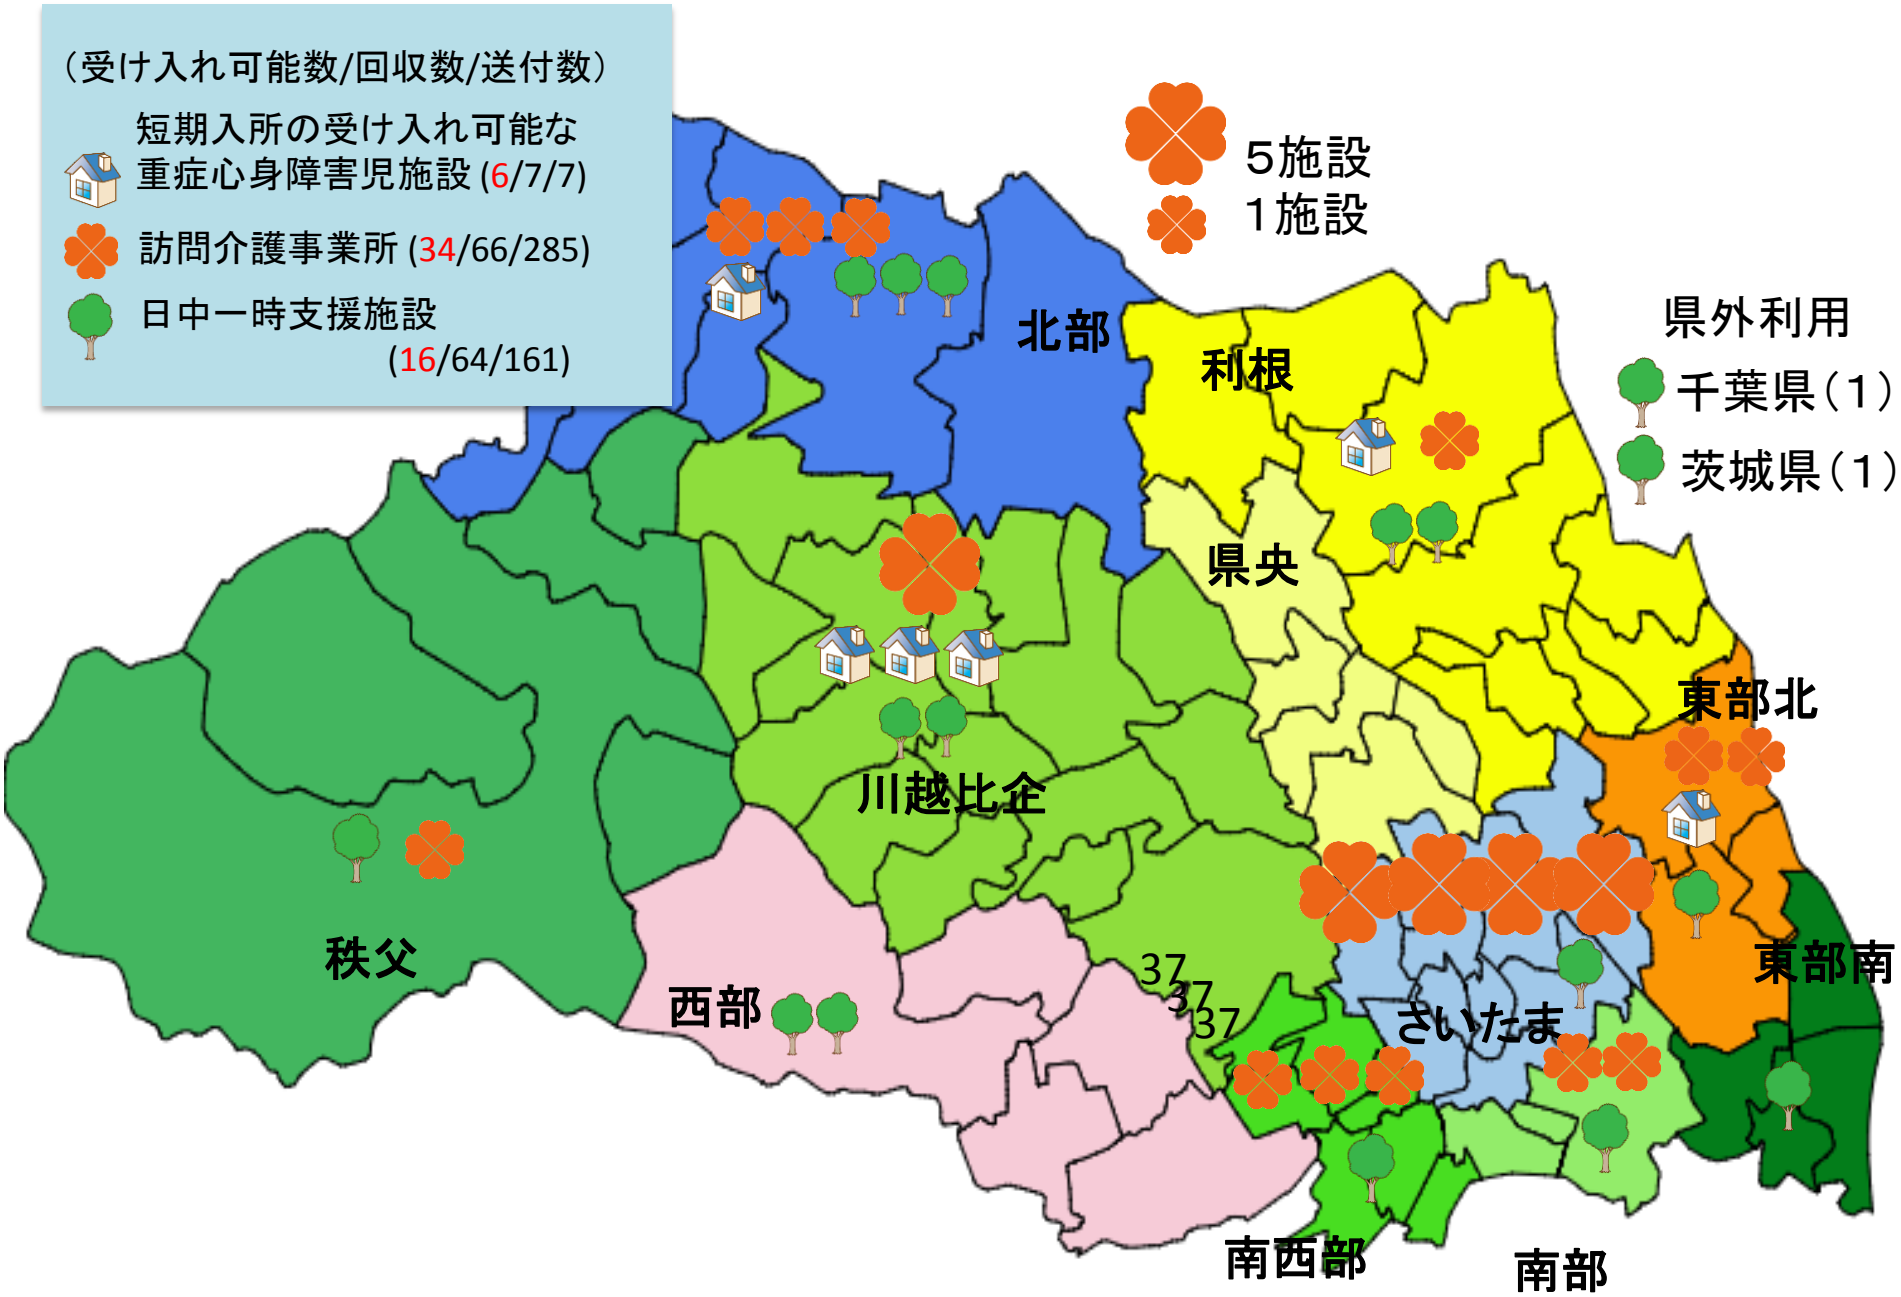 （受け入れ可能数/回収数/送付数）
短期入所の受け入れ可能な
重症心身障害児施設 (6/7/7)
訪問介護事業所 (34/66/285)
日中一時支援施設
(16/64/161)
５施設
１施設
県外利用
千葉県（１）
茨城県（１）
北部
利根
県央
東部北
川越比企
秩父
西部
37
37
37
さいたま
東部南
南西部
南部